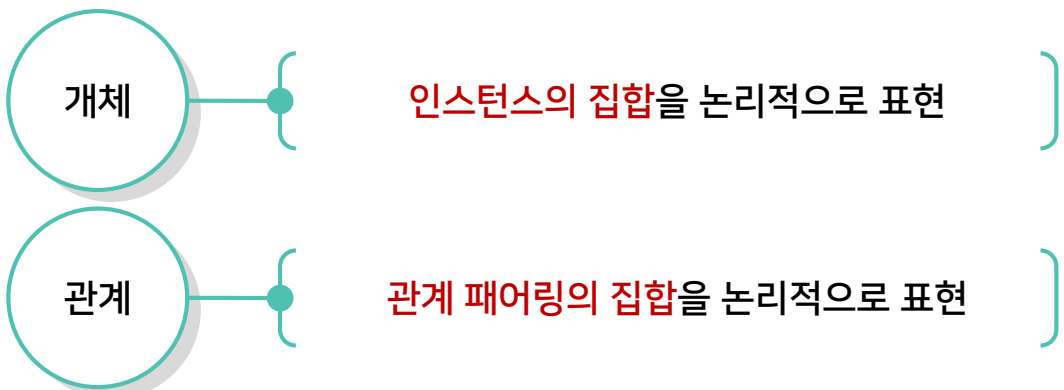 개체
인스턴스의 집합을 논리적으로 표현
관계
관계 패어링의 집합을 논리적으로 표현